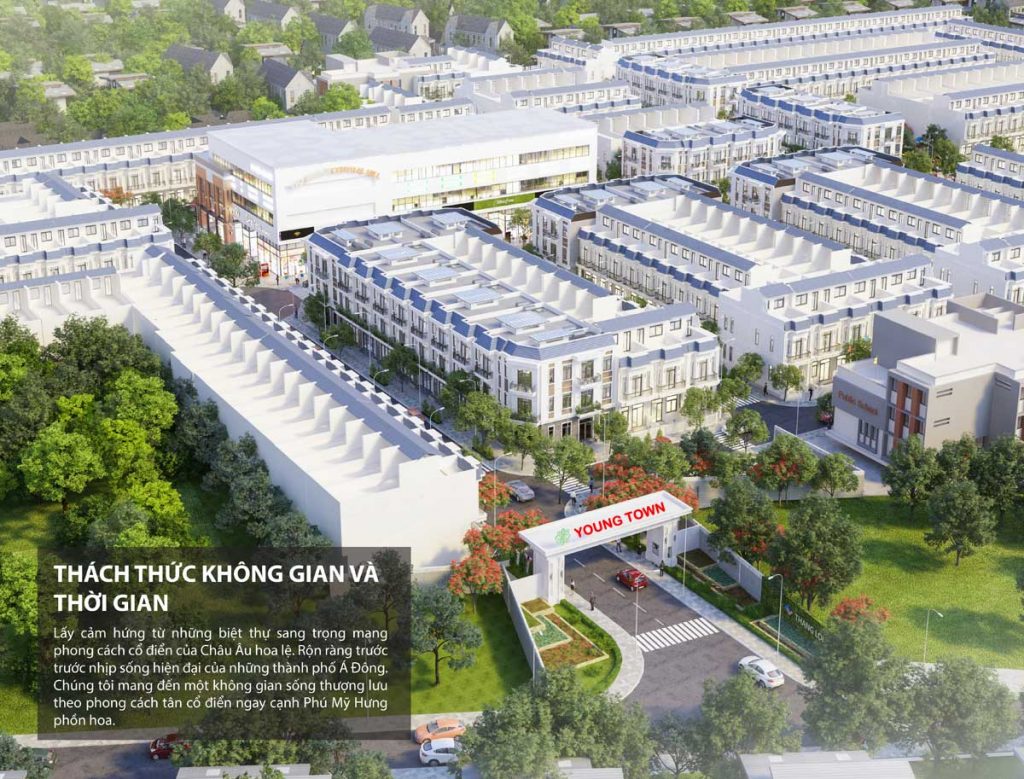 YOUNG TOWN
Public School
THÁCH THỨC KHÔNG GIAN VÀ
THỜI GIAN
Lấy cảm hứng từ những biệt thự sang trọng mang
phong cách cổ điển của Châu Âu hoa lệ. Rộn ràng trước
trước nhịp sống hiện đại của những thành phố Á Đông.
Chúng tôi mang đến một không gian sống thượng lưu
theo phong cách tân cổ điển ngay cạnh Phú Mỹ Hưng
phồn hoa.